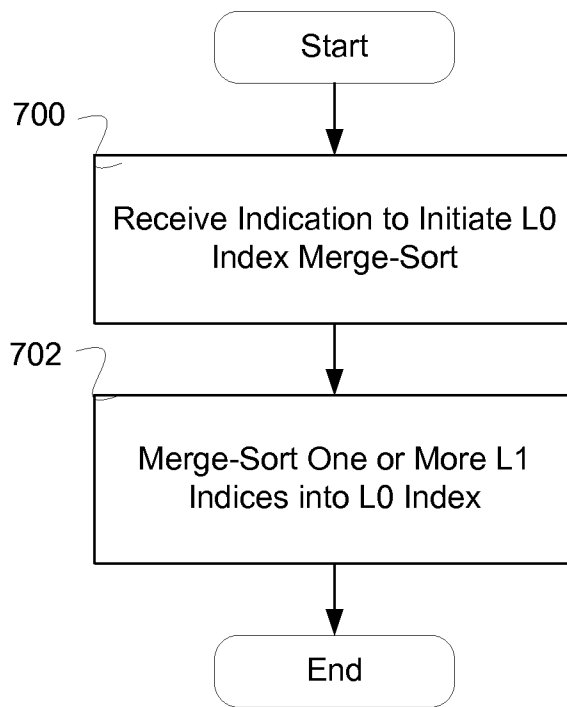 Start
700
Receive Indication to Initiate L0
Index Merge-Sort
702
Merge-Sort One or More L1
Indices into L0 Index
End